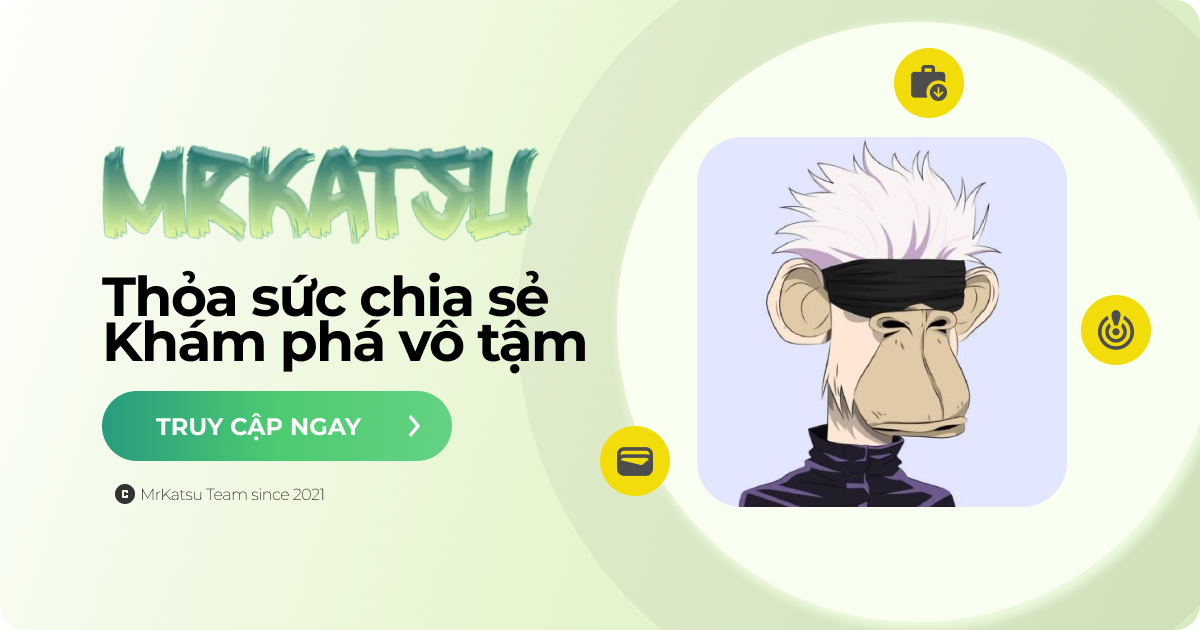 MRKATSU
Thỏa sức chia sẻ
Khám phá vô tậm
TRUY CẬP NGAY
MrKatsu Team since 2021